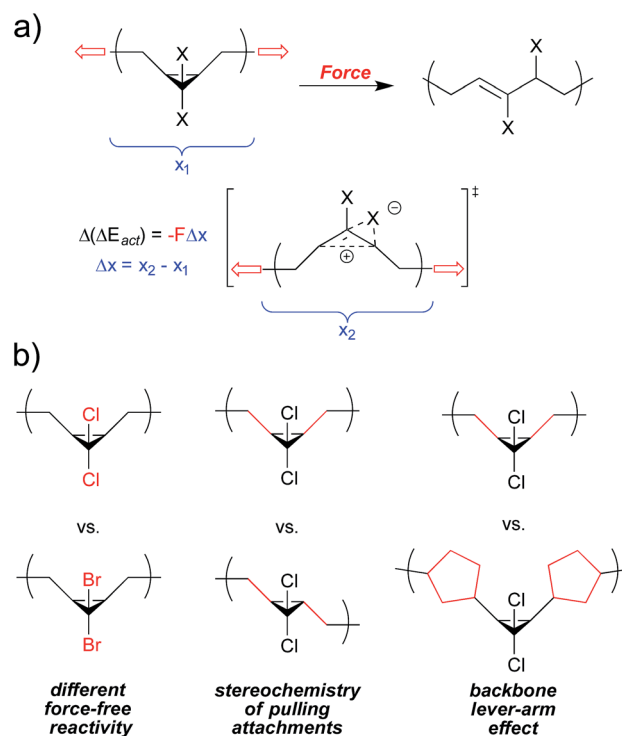 a)
X
X
Force
X
X
x1
Δ(ΔEact) = -FΔx
Δx = x2 - x1
X
X
⊖
⊕
‡
x2
b)
Cl
Cl
Cl
Cl
Cl
Cl
vs.
vs.
vs.
Br
Br
Cl
Cl
Cl
Cl
different
force-free
reactivity
stereochemistry
of pulling
attachments
backbone
lever-arm
effect